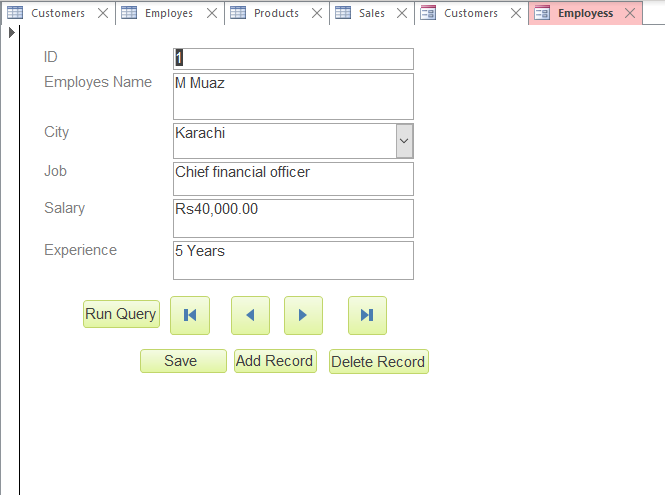 Customers Employes Products Sales Customers Employess
ID 1
Employes Name M Muaz
City Karachi
Job Chief financial officer
Salary Rs40,000.00
Experience 5 Years
Run Query
Save Add Record Delete Record